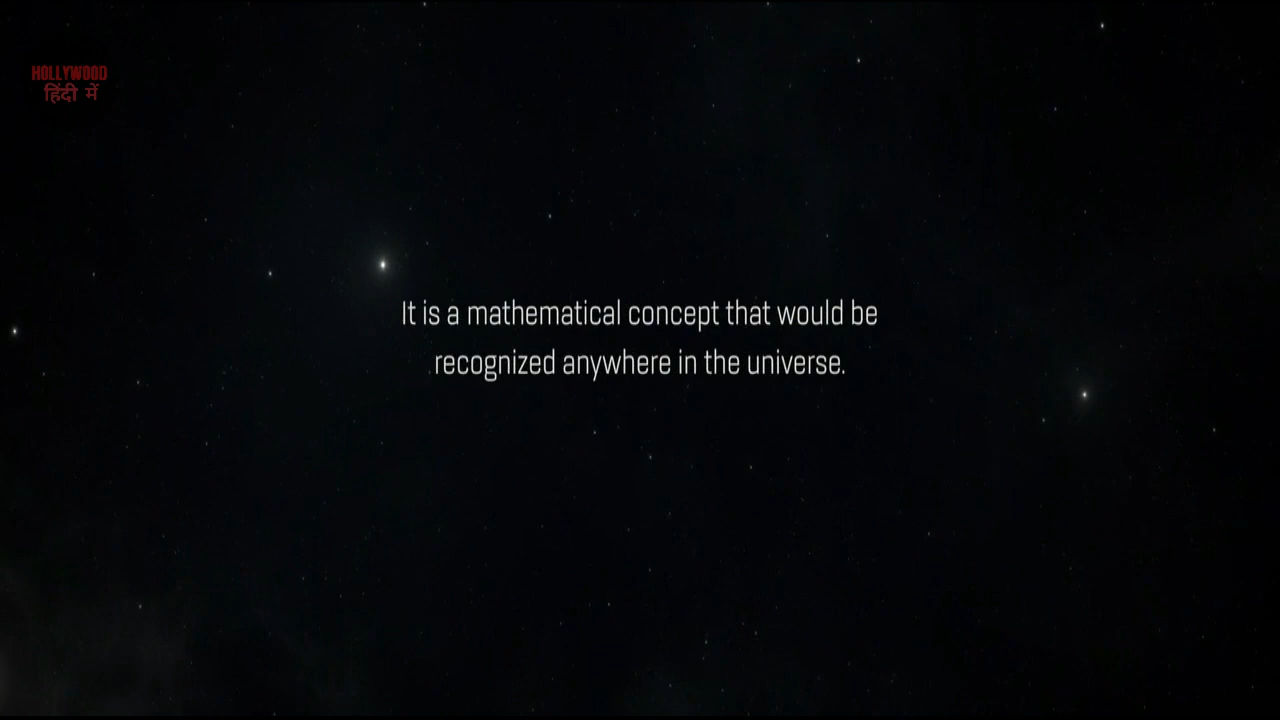 HOLLYWOOD
हिंदी में
It is a mathematical concept that would be
recognized anywhere in the universe.